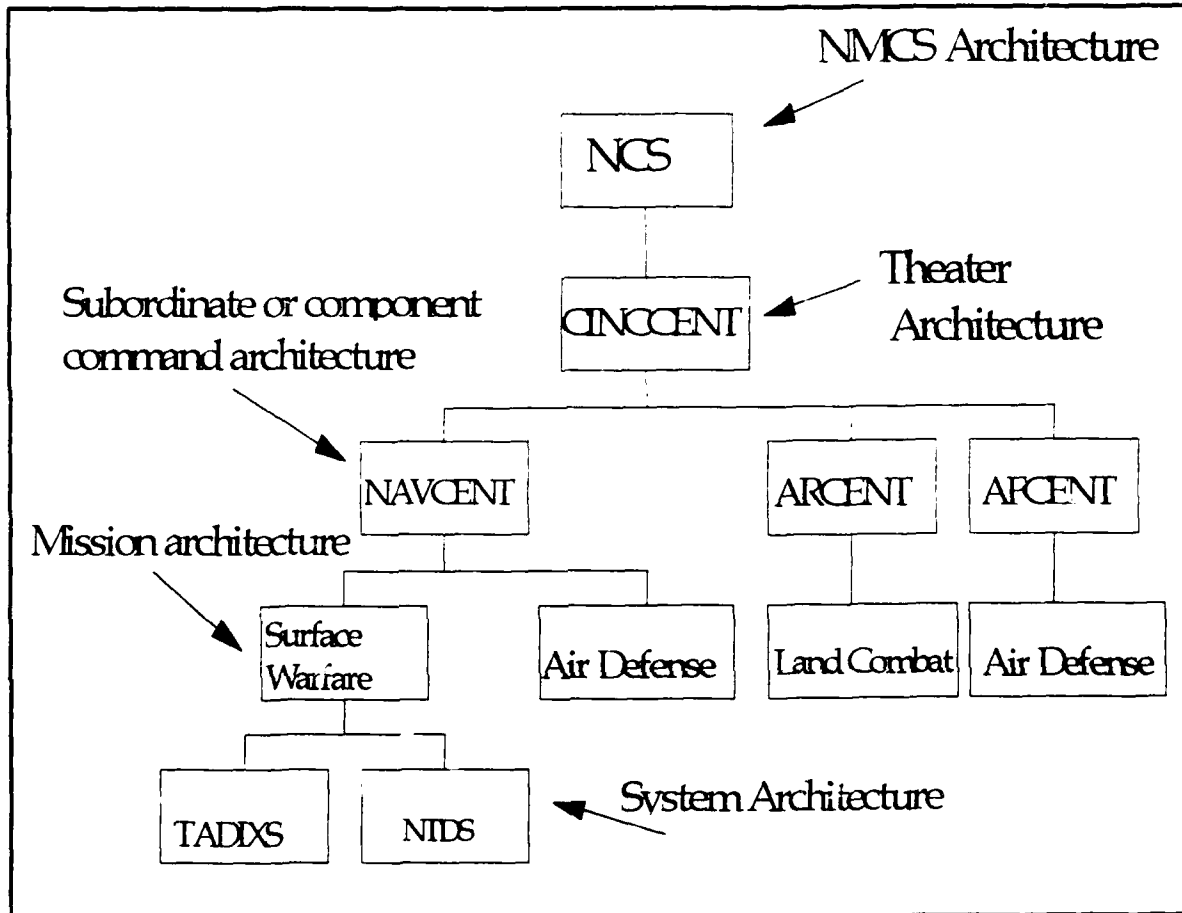 NMCS Architecture
NCS
Theater
Architecture
CINCCENT
Subordinate or component
command architecture
NAVCENT
ARCENT
AFCENT
Mission architecture
Surface
Warfare
Air Defense
Land Combat
Air Defense
System Architecture
TADIXS
NTDS